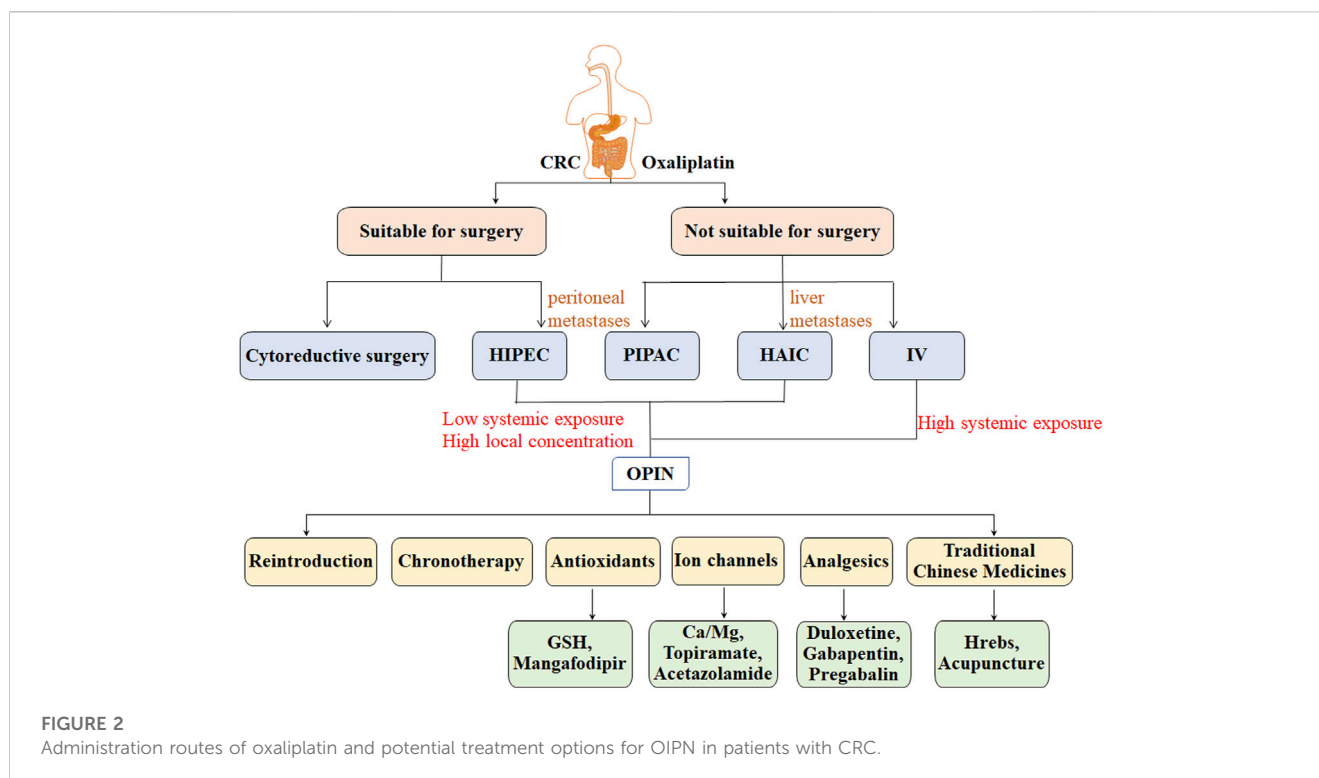 CRC Oxaliplatin
Suitable for surgery
Not suitable for surgery
peritoneal
metastases
liver
metastases
Cytoreductive surgery
HIPEC
PIPAC
HAIC
IV
Low systemic exposure
High local concentration
High systemic exposure
OPIN
Reintroduction
Chronotherapy
Antioxidants
Ion channels
Analgesics
Traditional
Chinese Medicines
GSH,
Mangafodipir
Ca/Mg,
Topiramate,
Acetazolamide
Duloxetine,
Gabapentin,
Pregabalin
Hrebs,
Acupuncture
FIGURE 2
Administration routes of oxaliplatin and potential treatment options for OIPN in patients with CRC.